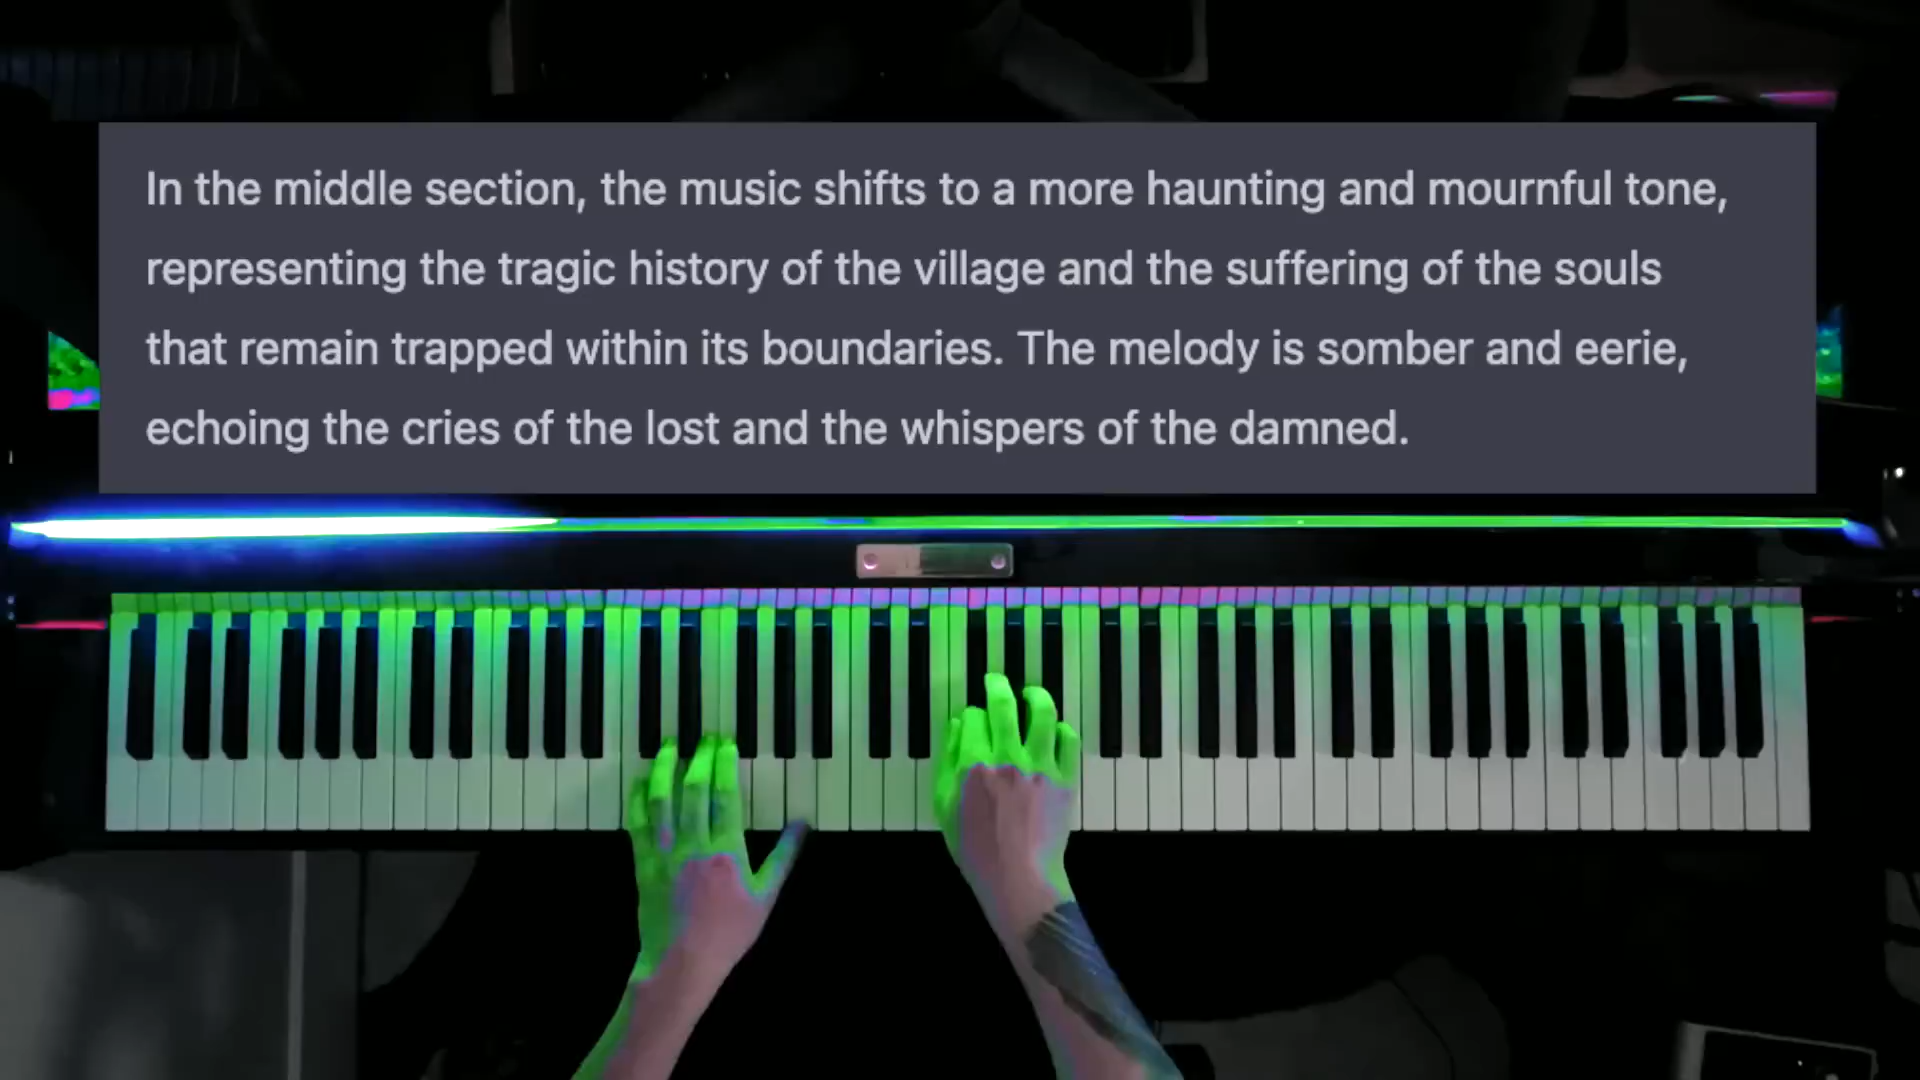 In the middle section, the music shifts to a more haunting and mournful tone,
representing the tragic history of the village and the suffering of the souls
that remain trapped within its boundaries. The melody is somber and eerie,
echoing the cries of the lost and the whispers of the damned.